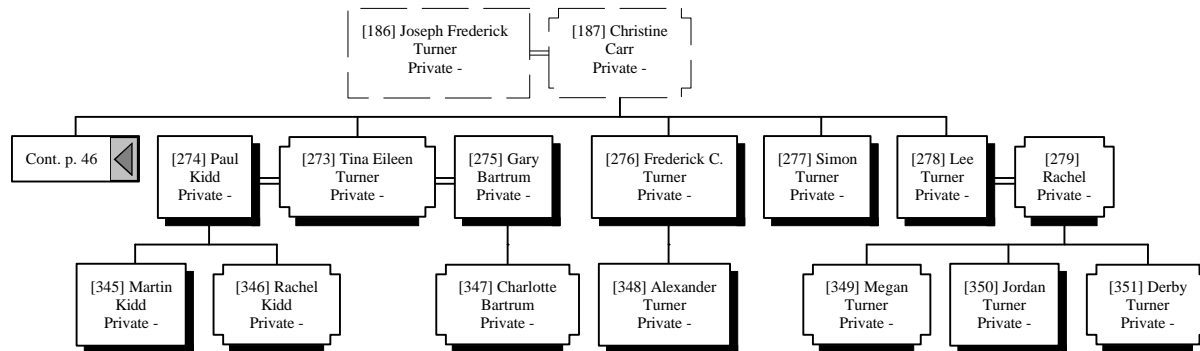 [186] Joseph Frederick
Turner
Private -
[187] Christine
Carr
Private -
Cont. p. 46
[274] Paul
Kidd
Private -
[273] Tina Eileen
Turner
Private -
[275] Gary
Bartrum
Private -
[276] Frederick C.
Turner
Private -
[277] Simon
Turner
Private -
[278] Lee
Turner
Private -
[279]
Rachel
Private -
[345] Martin
Kidd
Private -
[346] Rachel
Kidd
Private -
[347] Charlotte
Bartrum
Private -
[348] Alexander
Turner
Private -
[349] Megan
Turner
Private -
[350] Jordan
Turner
Private -
[351] Derby
Turner
Private -